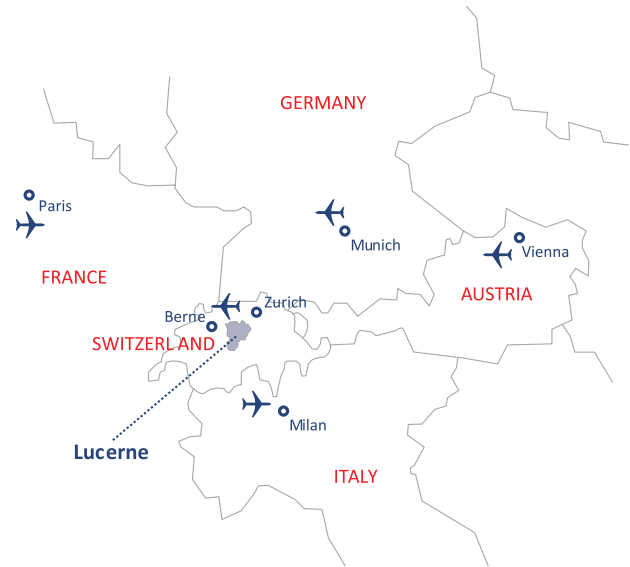 GERMANY
Paris
Munich
Vienna
FRANCE
AUSTRIA
Zurich
Berne
SWITZERLAND
Milan
Lucerne
ITALY